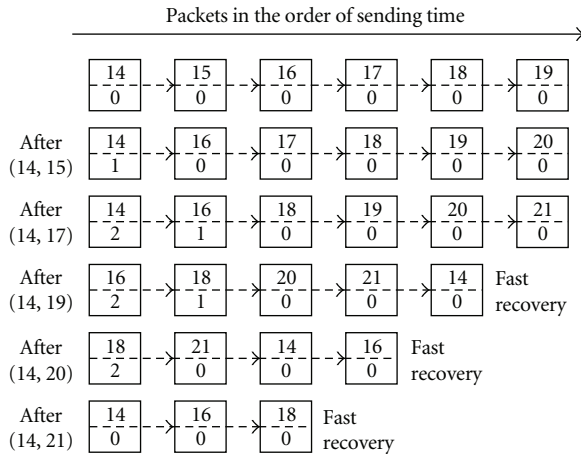 Packets in the order of sending time
14 15 16 17 18 19
0 0 0 0 0 0
After
(14, 15)
14 16 17 18 19 20
1 0 0 0 0 0
After
(14, 17)
14 16 18 19 20 21
2 1 0 0 0 0
After
(14, 19)
16 18 20 21 14
2 1 0 0 0
Fast
recovery
After
(14, 20)
18 21 14 16
2 0 0 0
Fast
recovery
After
(14, 21)
14 16 18
0 0 0
Fast
recovery